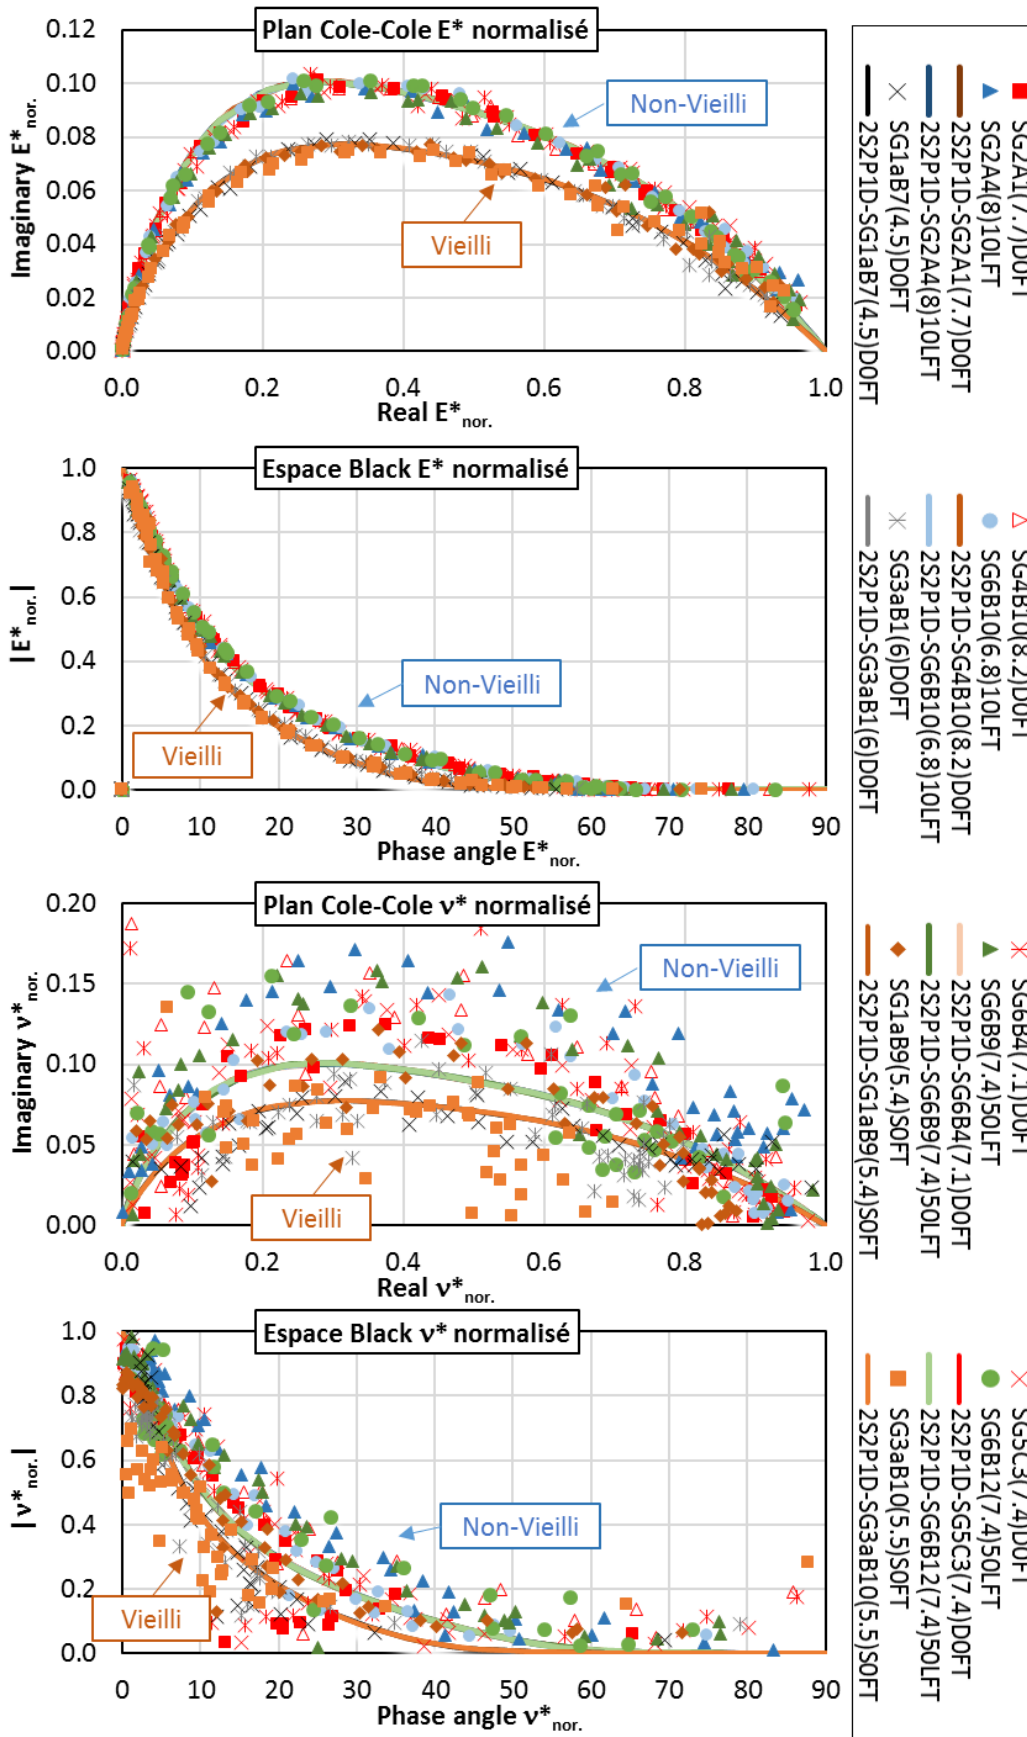 Plan Cole-Cole E* normalisé
Imaginary E*nor.
0.12
0.10
0.08
0.06
0.04
0.02
0.00
Non-Vieilli
Vieilli
0.0 0.2 0.4 0.6 0.8 1.0
Real E*nor.
Espace Black E* normalisé
|E*nor.|
1.0
0.8
0.6
0.4
0.2
0.0
Non-Vieilli
Vieilli
0 10 20 30 40 50 60 70 80 90
Phase angle E*nor.
Plan Cole-Cole ν* normalisé
Imaginary ν*nor.
0.20
0.15
0.10
0.05
0.00
Non-Vieilli
Vieilli
0.0 0.2 0.4 0.6 0.8 1.0
Real ν*nor.
Espace Black ν* normalisé
|ν*nor.|
1.0
0.8
0.6
0.4
0.2
0.0
Non-Vieilli
Vieilli
0 10 20 30 40 50 60 70 80 90
Phase angle ν*nor.
SG2A1(7.7)D0FT
SG4B10(8.2)D0FT
SG6B4(7.1)D0FT
SG5C3(7.4)D0FT
SG2A4(8)10LFT
SG6B10(6.8)10LFT
SG6B9(7.4)50LFT
SG6B12(7.4)50LFT
2S2P1D-SG2A1(7.7)D0FT
2S2P1D-SG4B10(8.2)D0FT
2S2P1D-SG6B4(7.1)D0FT
2S2P1D-SG5C3(7.4)D0FT
2S2P1D-SG2A4(8)10LFT
2S2P1D-SG6B10(6.8)10LFT
2S2P1D-SG6B9(7.4)50LFT
2S2P1D-SG6B12(7.4)50LFT
SG1aB7(4.5)D0FT
SG3aB1(6)D0FT
SG1aB9(5.4)S0FT
SG3aB10(5.5)S0FT
2S2P1D-SG1aB7(4.5)D0FT
2S2P1D-SG3aB1(6)D0FT
2S2P1D-SG1aB9(5.4)S0FT
2S2P1D-SG3aB10(5.5)S0FT